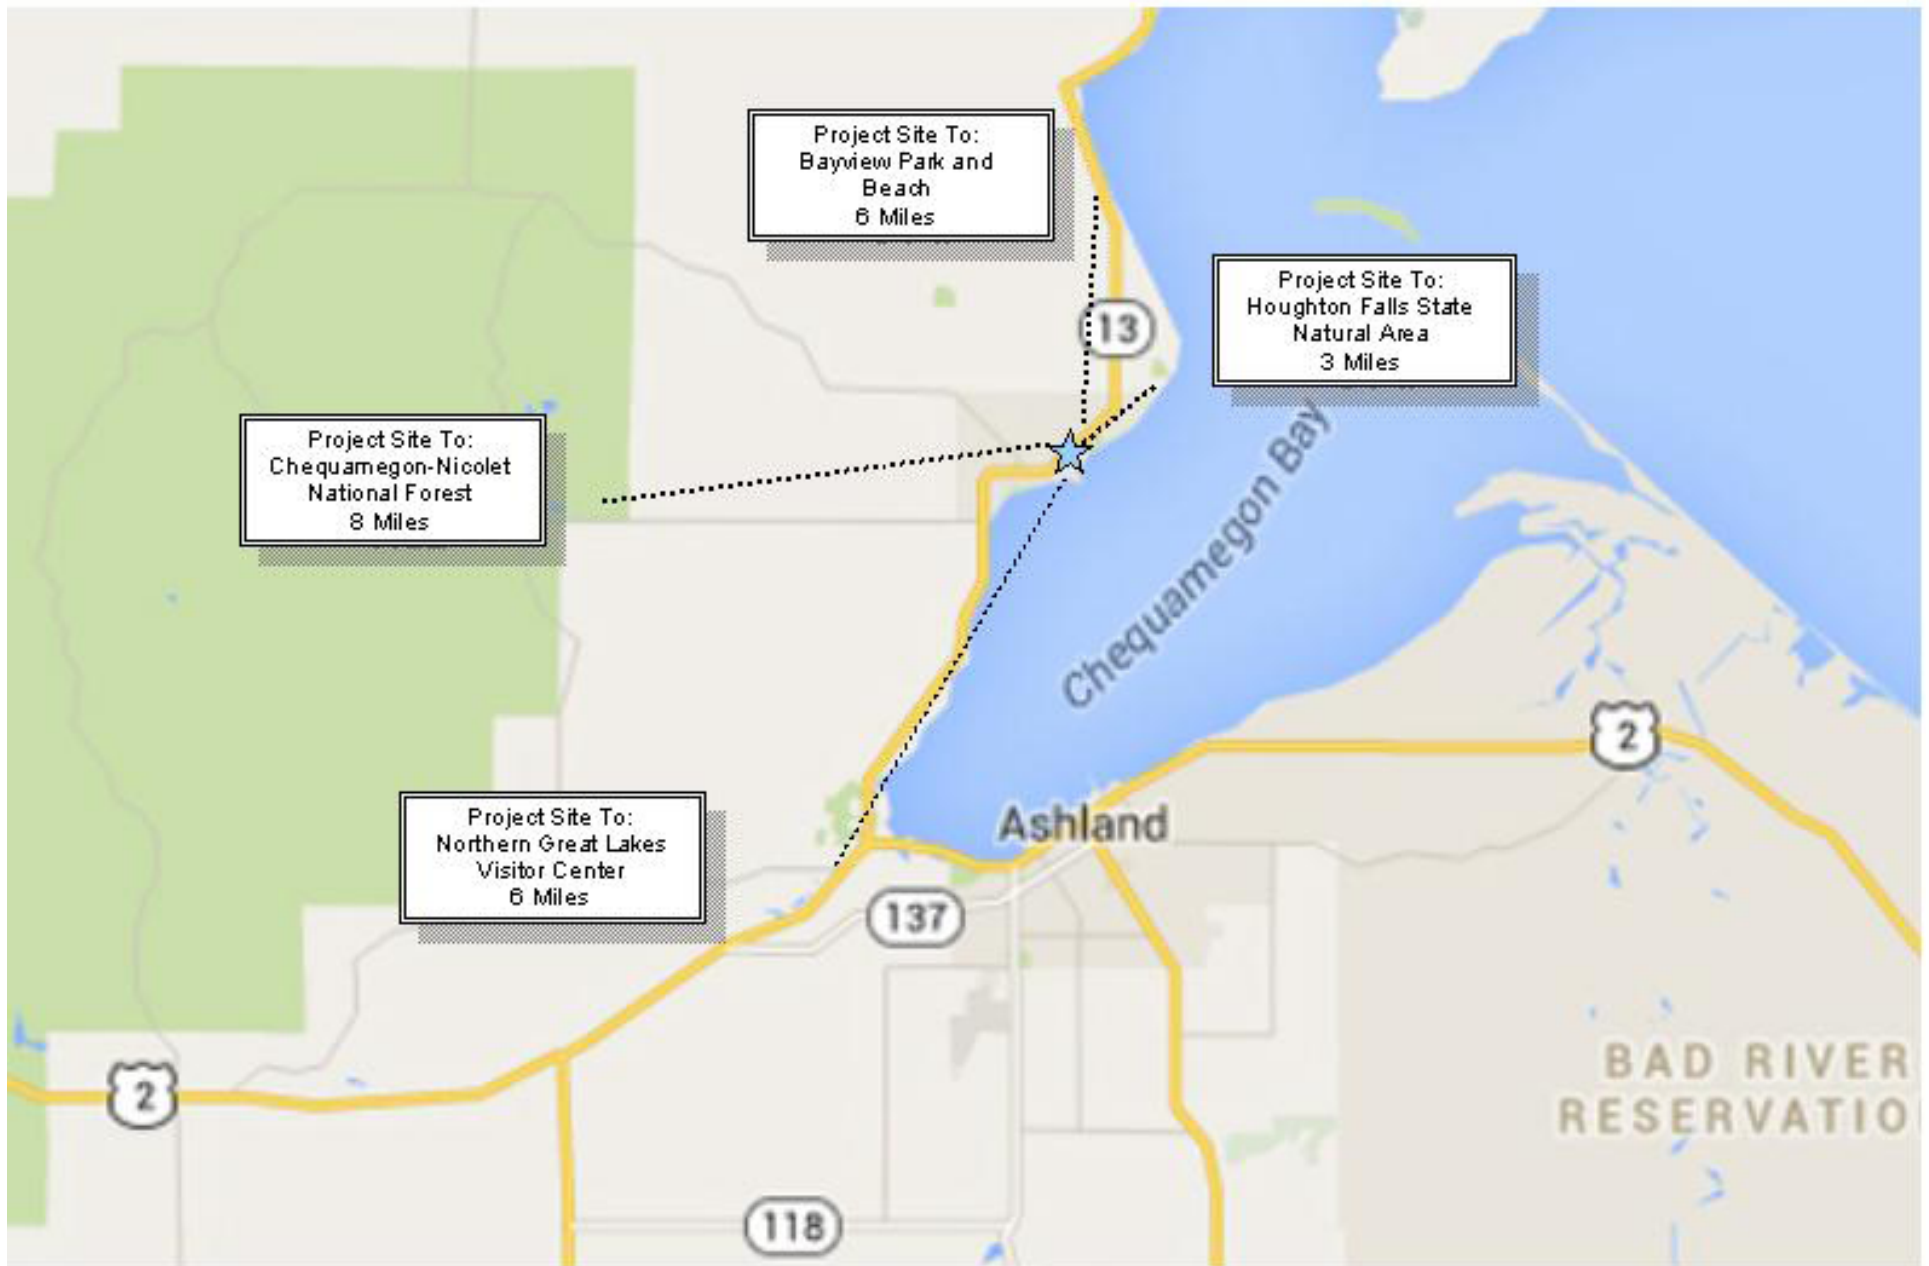 Project Site To:
Bayview Park and
Beach
6 Miles
Project Site To:
Houghton Falls State
Natural Area
3 Miles
13
Project Site To:
Chequamegon-Nicolet
National Forest
8 Miles
Chequamegon Bay
2
Project Site To:
Northern Great Lakes
Visitor Center
6 Miles
Ashland
137
2
BAD RIVER
RESERVATIO
118